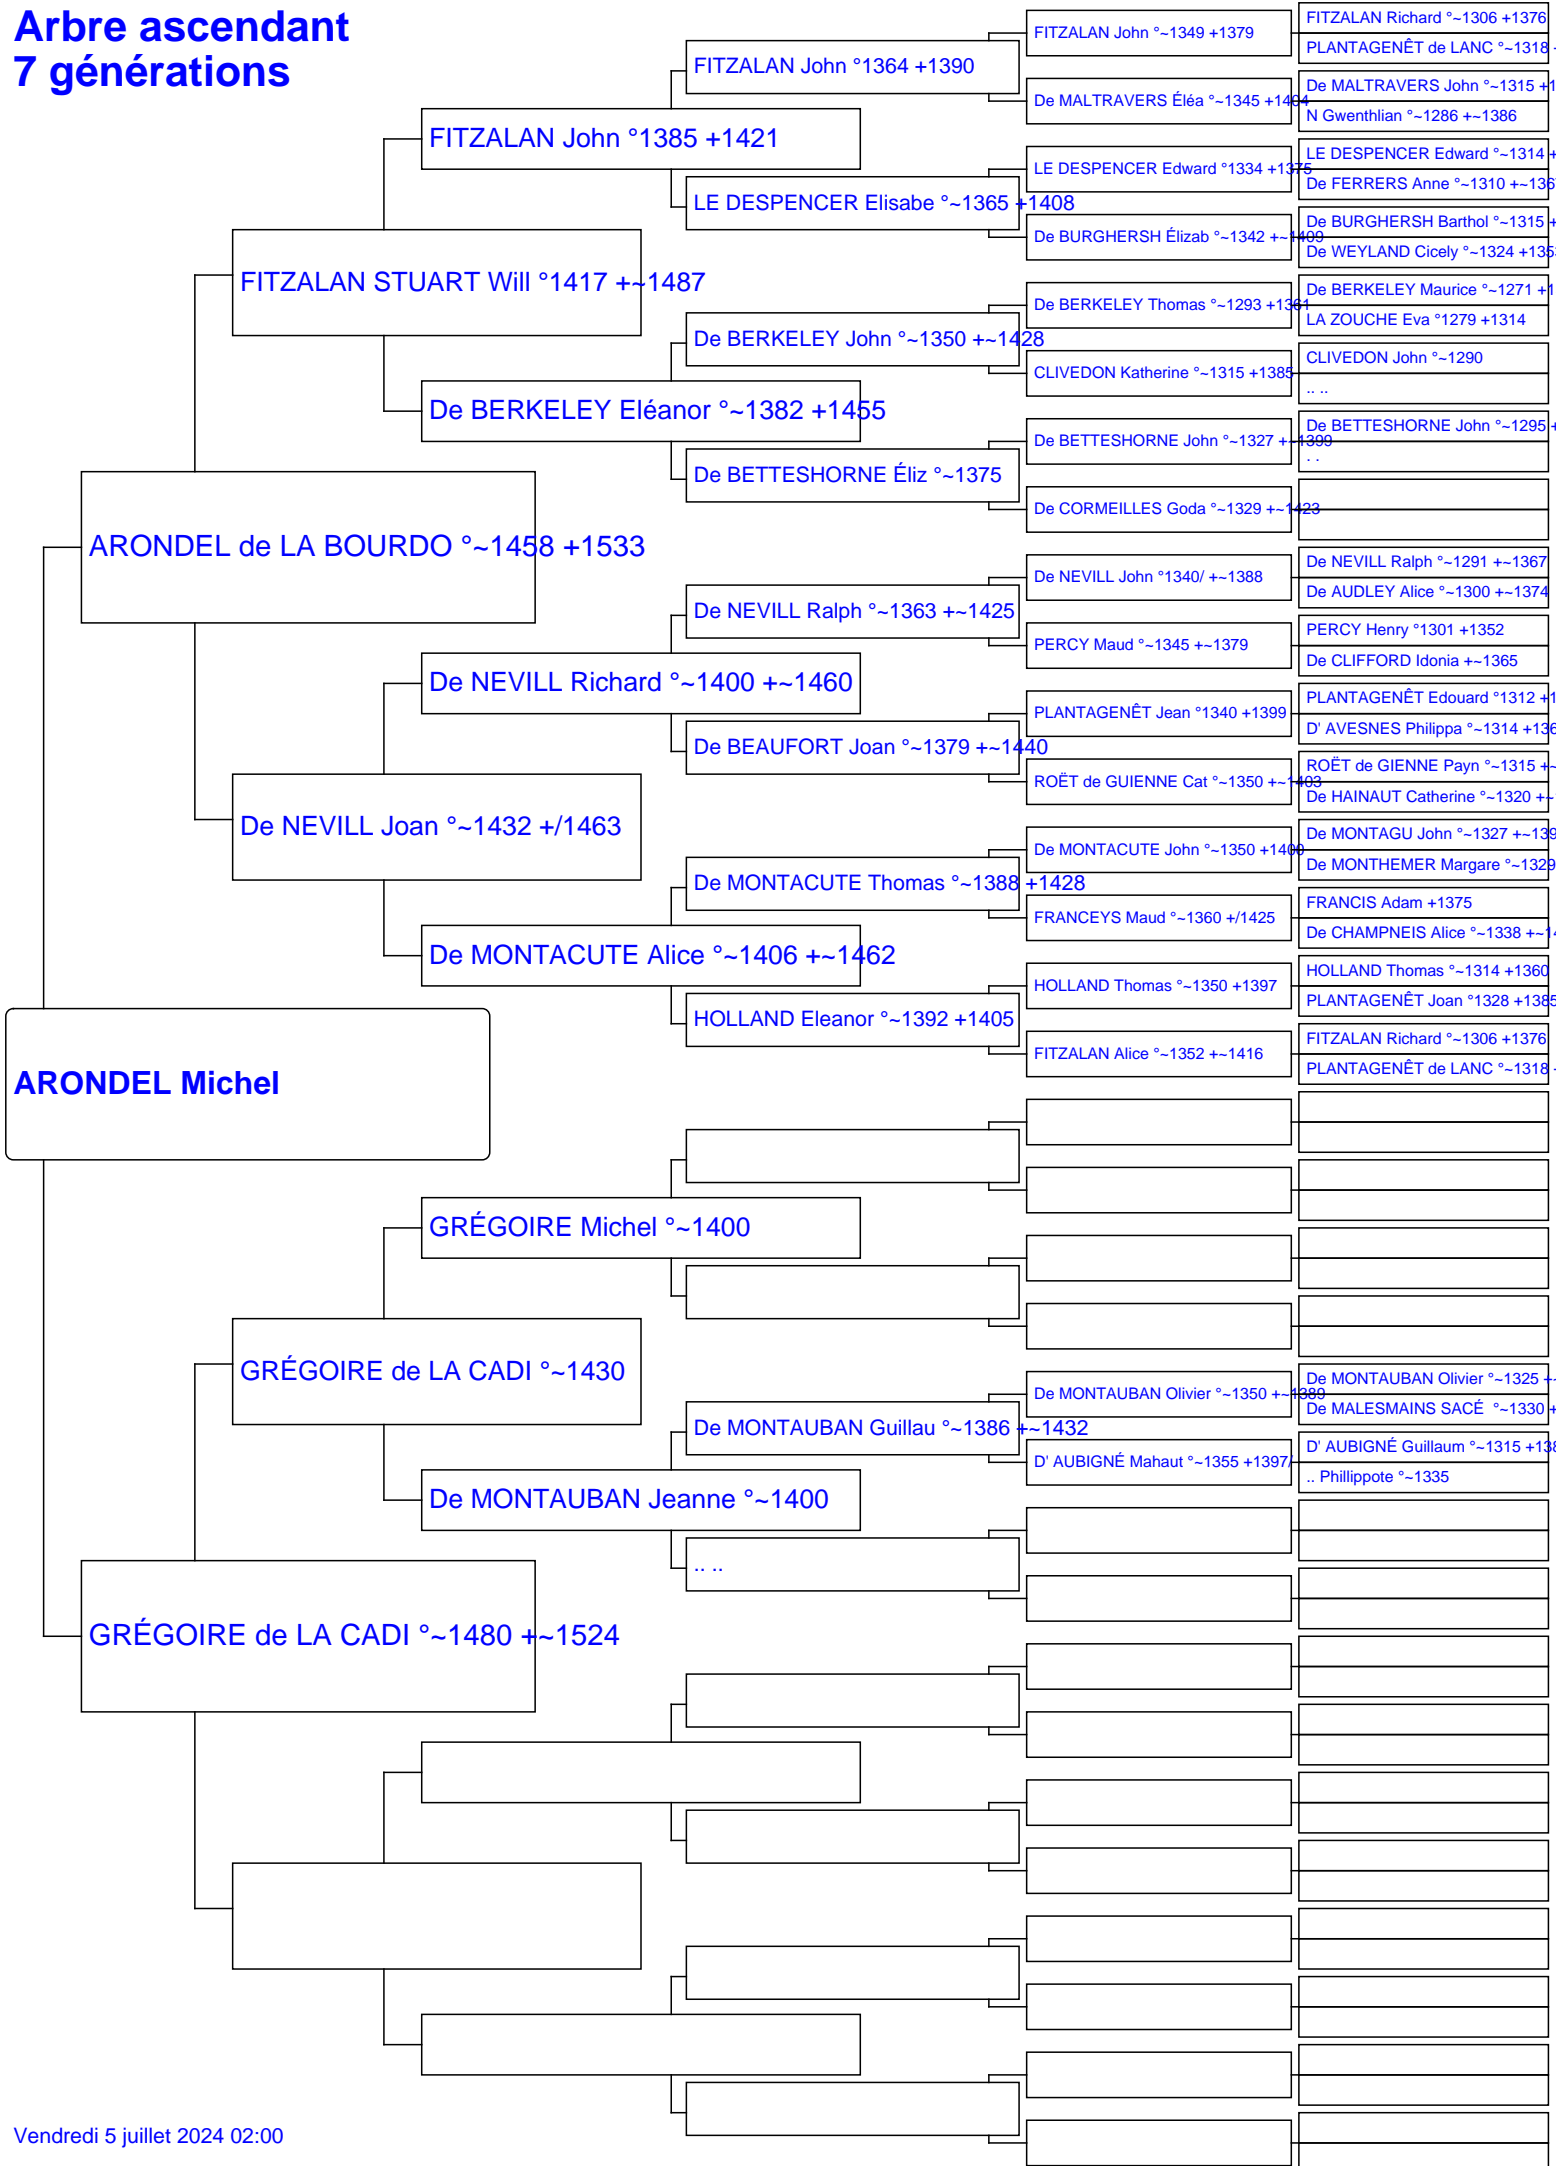 Arbre ascendant
7 générations
FITZALAN Richard °~1306 +1376
FITZALAN John °~1349 +1379
PLANTAGENÊT de LANC °~1318
FITZALAN John °1364 +1390
De MALTRAVERS John °~1315 +1
De MALTRAVERS Éléa °~1345 +1404
N Gwenthlian °~1286 +~1386
FITZALAN John °1385 +1421
LE DESPENCER Edward °~1314 +
LE DESPENCER Edward °1334 +1375
De FERRERS Anne °~1310 +~136
LE DESPENCER Elisabe °~1365 +1408
De BURGHERSH Barthol °~1315 +
De BURGHERSH Élizab °~1342 +~1409
De WEYLAND Cicely °~1324 +135
FITZALAN STUART Will °1417 +~1487
De BERKELEY Maurice °~1271 +1
De BERKELEY Thomas °~1293 +1361
LA ZOUCHE Eva °1279 +1314
De BERKELEY John °~1350 +~1428
CLIVEDON John °~1290
CLIVEDON Katherine °~1315 +1385
.. ..
De BERKELEY Eléanor °~1382 +1455
De BETTESHORNE John °~1295 +
De BETTESHORNE John °~1327 +~1399
. .
De BETTESHORNE Éliz °~1375
De CORMEILLES Goda °~1329 +~1423
ARONDEL de LA BOURDO °~1458 +1533
De NEVILL Ralph °~1291 +~1367
De NEVILL John °1340/ +~1388
De AUDLEY Alice °~1300 +~1374
De NEVILL Ralph °~1363 +~1425
PERCY Henry °1301 +1352
PERCY Maud °~1345 +~1379
De CLIFFORD Idonia +~1365
De NEVILL Richard °~1400 +~1460
PLANTAGENÊT Edouard °1312 +1
PLANTAGENÊT Jean °1340 +1399
D' AVESNES Philippa °~1314 +136
De BEAUFORT Joan °~1379 +~1440
ROËT de GIENNE Payn °~1315 +~
ROËT de GUIENNE Cat °~1350 +~1403
De HAINAUT Catherine °~1320 +~
De NEVILL Joan °~1432 +/1463
De MONTAGU John °~1327 +~139
De MONTACUTE John °~1350 +1400
De MONTHEMER Margare °~1329
De MONTACUTE Thomas °~1388 +1428
FRANCIS Adam +1375
FRANCEYS Maud °~1360 +/1425
De CHAMPNEIS Alice °~1338 +~14
De MONTACUTE Alice °~1406 +~1462
HOLLAND Thomas °~1314 +1360
HOLLAND Thomas °~1350 +1397
PLANTAGENÊT Joan °1328 +1385
HOLLAND Eleanor °~1392 +1405
FITZALAN Richard °~1306 +1376
FITZALAN Alice °~1352 +~1416
PLANTAGENÊT de LANC °~1318
ARONDEL Michel
GRÉGOIRE Michel °~1400
GRÉGOIRE de LA CADI °~1430
De MONTAUBAN Olivier °~1325 +~
De MONTAUBAN Olivier °~1350 +~1389
De MALESMAINS SACÉ °~1330 +
De MONTAUBAN Guillau °~1386 +~1432
D' AUBIGNÉ Guillaum °~1315 +138
D' AUBIGNÉ Mahaut °~1355 +1397/
.. Phillippote °~1335
De MONTAUBAN Jeanne °~1400
.. ..
GRÉGOIRE de LA CADI °~1480 +~1524
Vendredi 5 juillet 2024 02:00